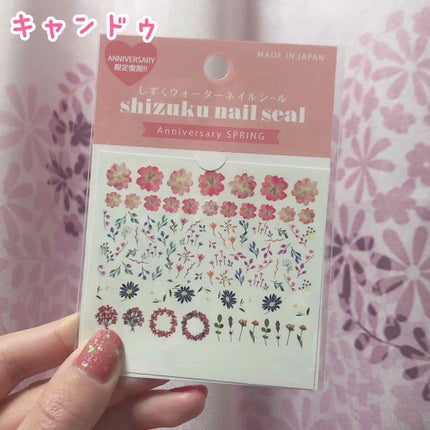 キャンドゥ
ANNIVERSARY
限定復刻!!
MADE IN JAPAN
しずくウォーターネイルシール
shizuku nail seal
Anniversary SPRING